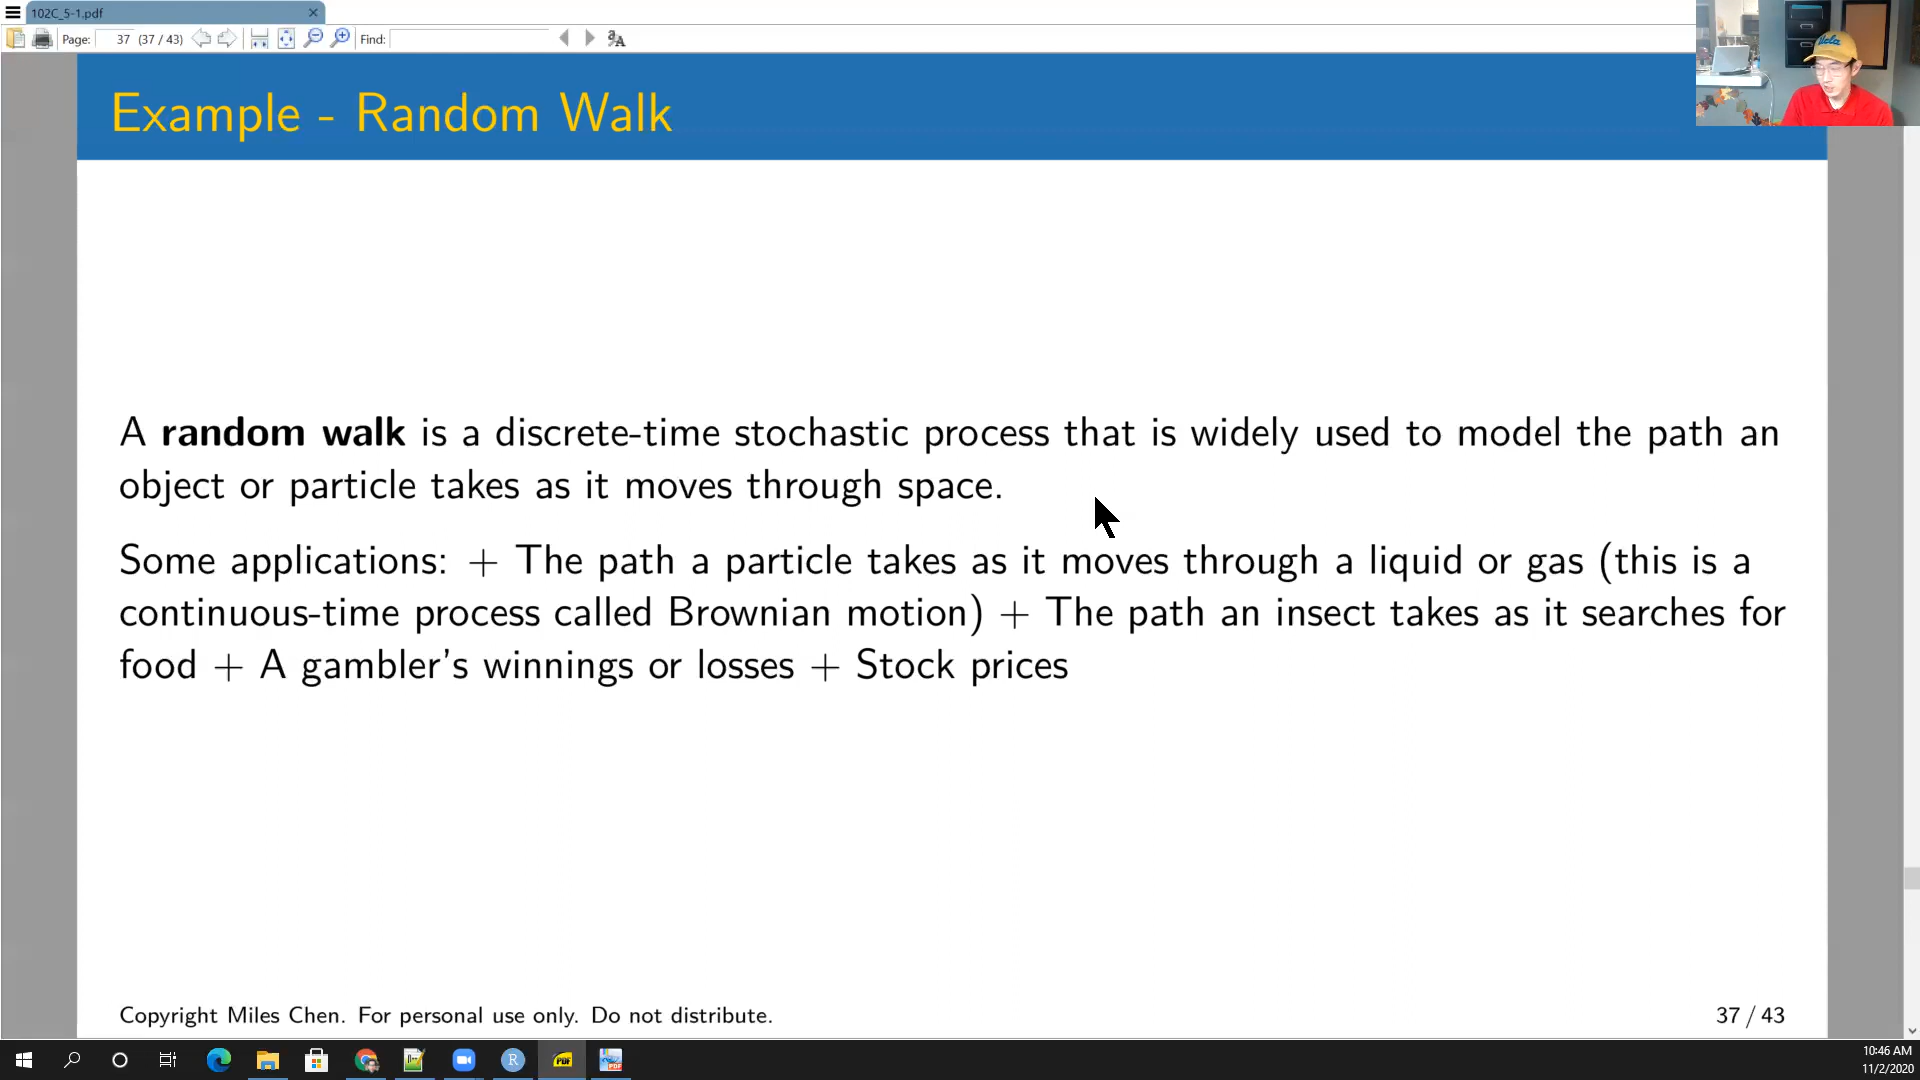 102C_5-1.pdf
Page: 37 (37 / 43) Find:
Example - Random Walk
A random walk is a discrete-time stochastic process that is widely used to model the path an
object or particle takes as it moves through space.
Some applications: + The path a particle takes as it moves through a liquid or gas (this is a
continuous-time process called Brownian motion) + The path an insect takes as it searches for
food + A gambler's winnings or losses + Stock prices
Copyright Miles Chen. For personal use only. Do not distribute.
37 / 43
10:46 AM
11/2/2020